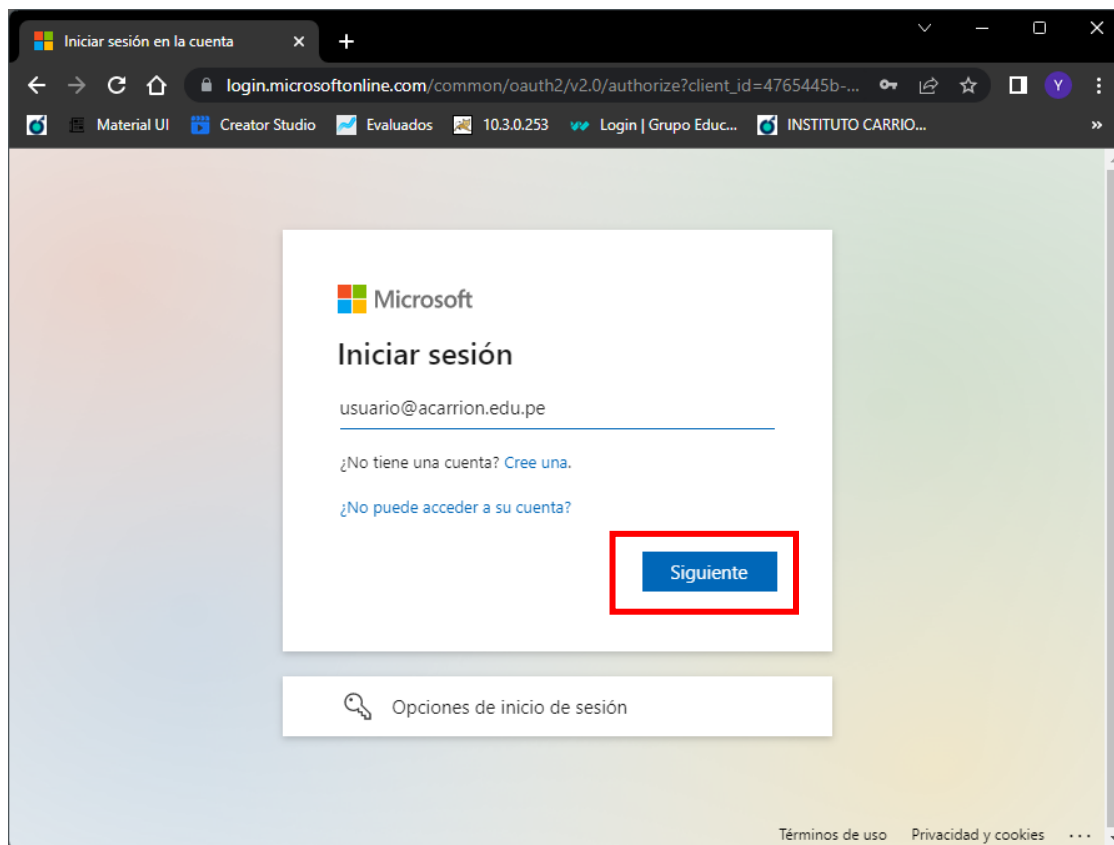 Iniciar sesión en la cuenta
login.microsoftonline.com/common/oauth2/v2.0/authorize?client_id=4765445b-...
Y
Material UI Creator Studio Evaluados 10.3.0.253 Login | Grupo Educ... INSTITUTO CARRIO... »
Microsoft
Iniciar sesión
usuario@acarrion.edu.pe
¿No tiene una cuenta? Cree una.
¿No puede acceder a su cuenta?
Siguiente
Opciones de inicio de sesión
Términos de uso Privacidad y cookies ...